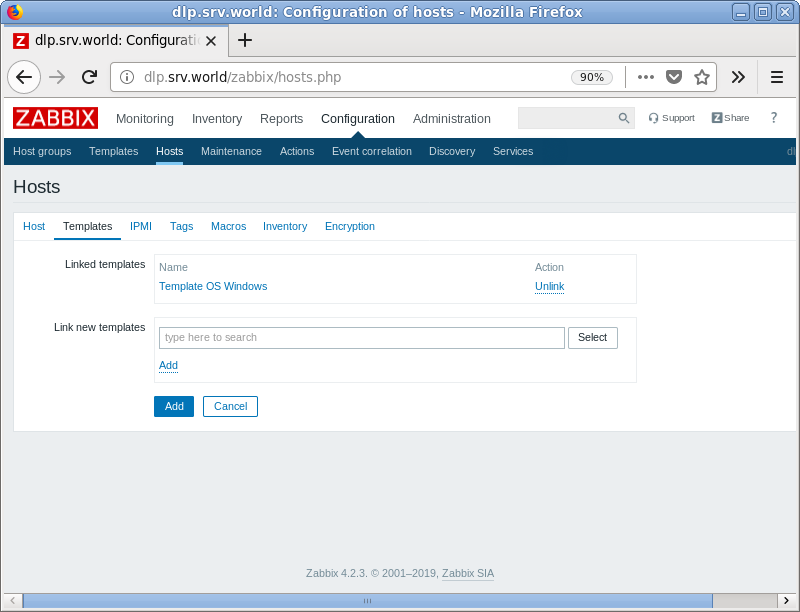 dlp.srv.world: Configuration of hosts - Mozilla Firefox
Z dlp.srv.world: Configurati
dlp.srv.world/zabbix/hosts.php 90%
ZABBIX Monitoring Inventory Reports Configuration Administration Support Z Share ?
Host groups Templates Hosts Maintenance Actions Event correlation Discovery Services dl
Hosts
Host Templates IPMI Tags Macros Inventory Encryption
Linked templates Name Action
Template OS Windows Unlink
Link new templates type here to search Select
Add
Add Cancel
Zabbix 4.2.3. © 2001–2019, Zabbix SIA